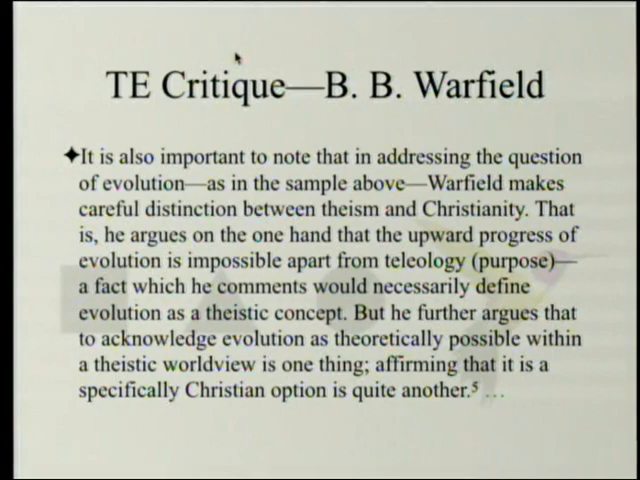 TE Critique—B. B. Warfield
✦It is also important to note that in addressing the question
of evolution—as in the sample above—Warfield makes
careful distinction between theism and Christianity. That
is, he argues on the one hand that the upward progress of
evolution is impossible apart from teleology (purpose)—
a fact which he comments would necessarily define
evolution as a theistic concept. But he further argues that
to acknowledge evolution as theoretically possible within
a theistic worldview is one thing; affirming that it is a
specifically Christian option is quite another.⁵ …